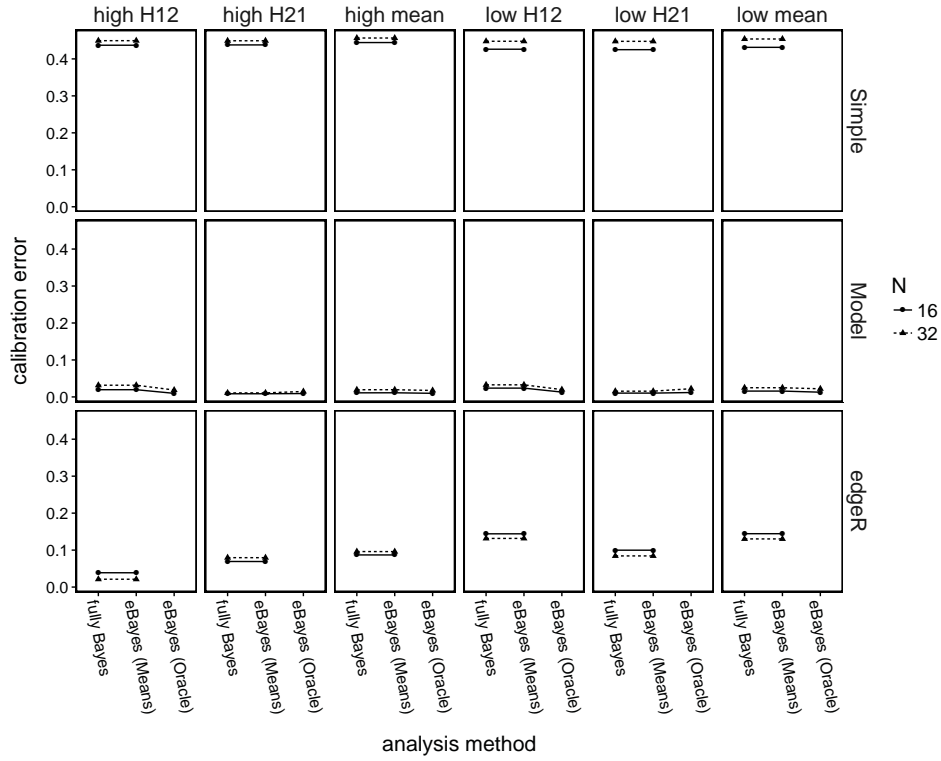 high H12
high H21
high mean
low H12
low H21
low mean
0.4
0.3
0.2
0.1
0.0
Simple
0.4
0.3
0.2
0.1
0.0
Model
0.4
0.3
0.2
0.1
0.0
edgeR
calibration error
N
16
32
fully Bayes
eBayes (Means)
eBayes (Oracle)
fully Bayes
eBayes (Means)
eBayes (Oracle)
fully Bayes
eBayes (Means)
eBayes (Oracle)
fully Bayes
eBayes (Means)
eBayes (Oracle)
fully Bayes
eBayes (Means)
eBayes (Oracle)
fully Bayes
eBayes (Means)
eBayes (Oracle)
analysis method